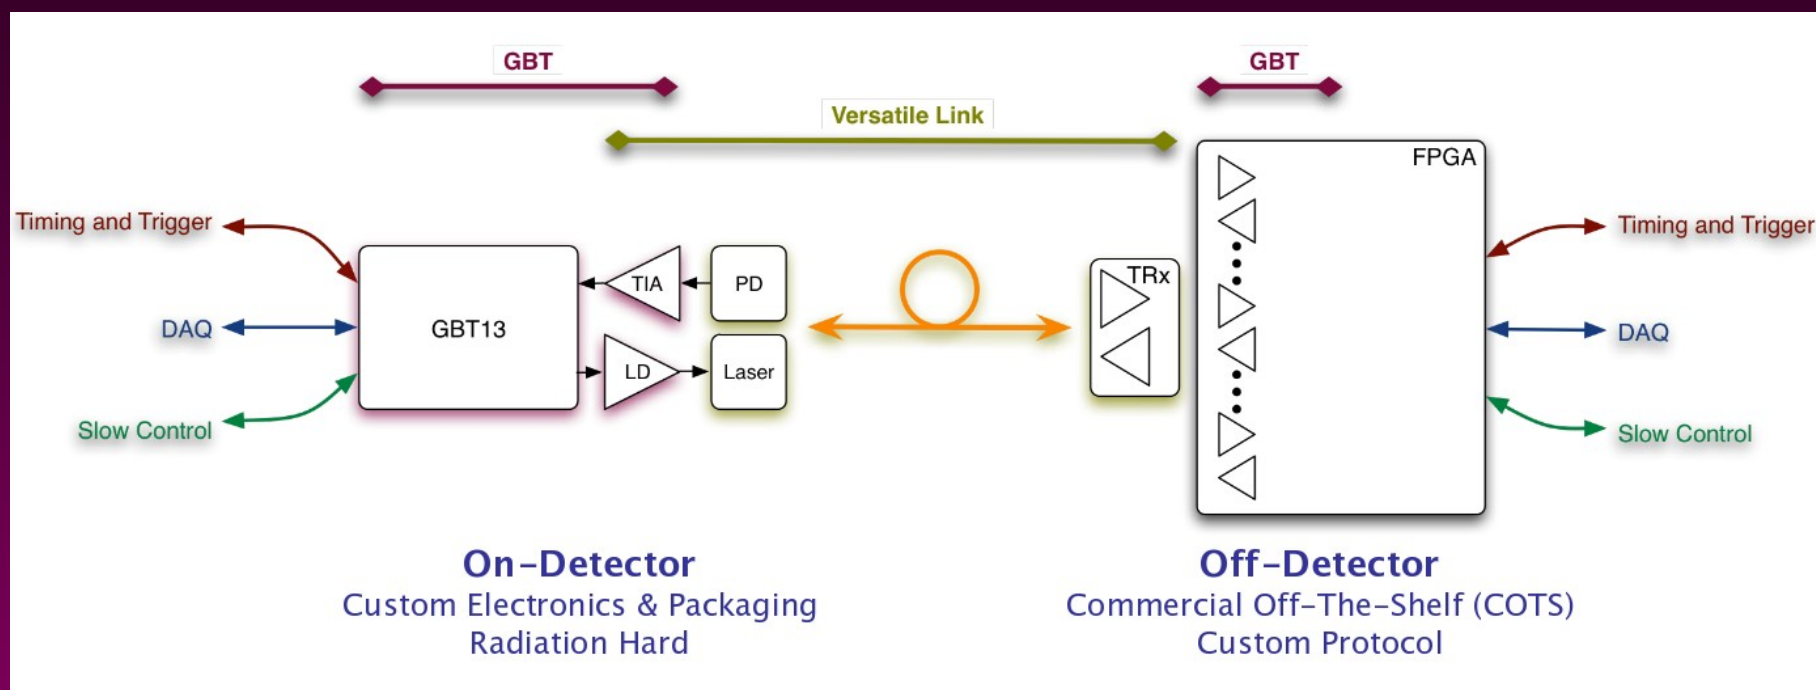 GBT
GBT
Versatile Link
FPGA
Timing and Trigger
Timing and Trigger
TIA
PD
TRx
DAQ
GBT13
DAQ
LD
Laser
Slow Control
Slow Control
On-Detector
Custom Electronics & Packaging
Radiation Hard
Off-Detector
Commercial Off-The-Shelf (COTS)
Custom Protocol